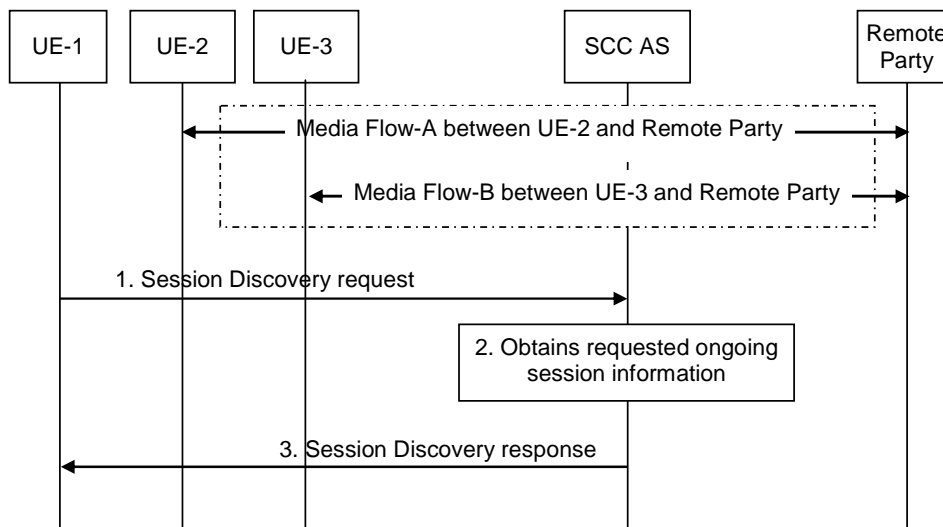 UE-1
UE-2
UE-3
SCC AS
Remote
Party
Media Flow-A between UE-2 and Remote Party
Media Flow-B between UE-3 and Remote Party
1. Session Discovery request
2. Obtains requested ongoing
session information
3. Session Discovery response